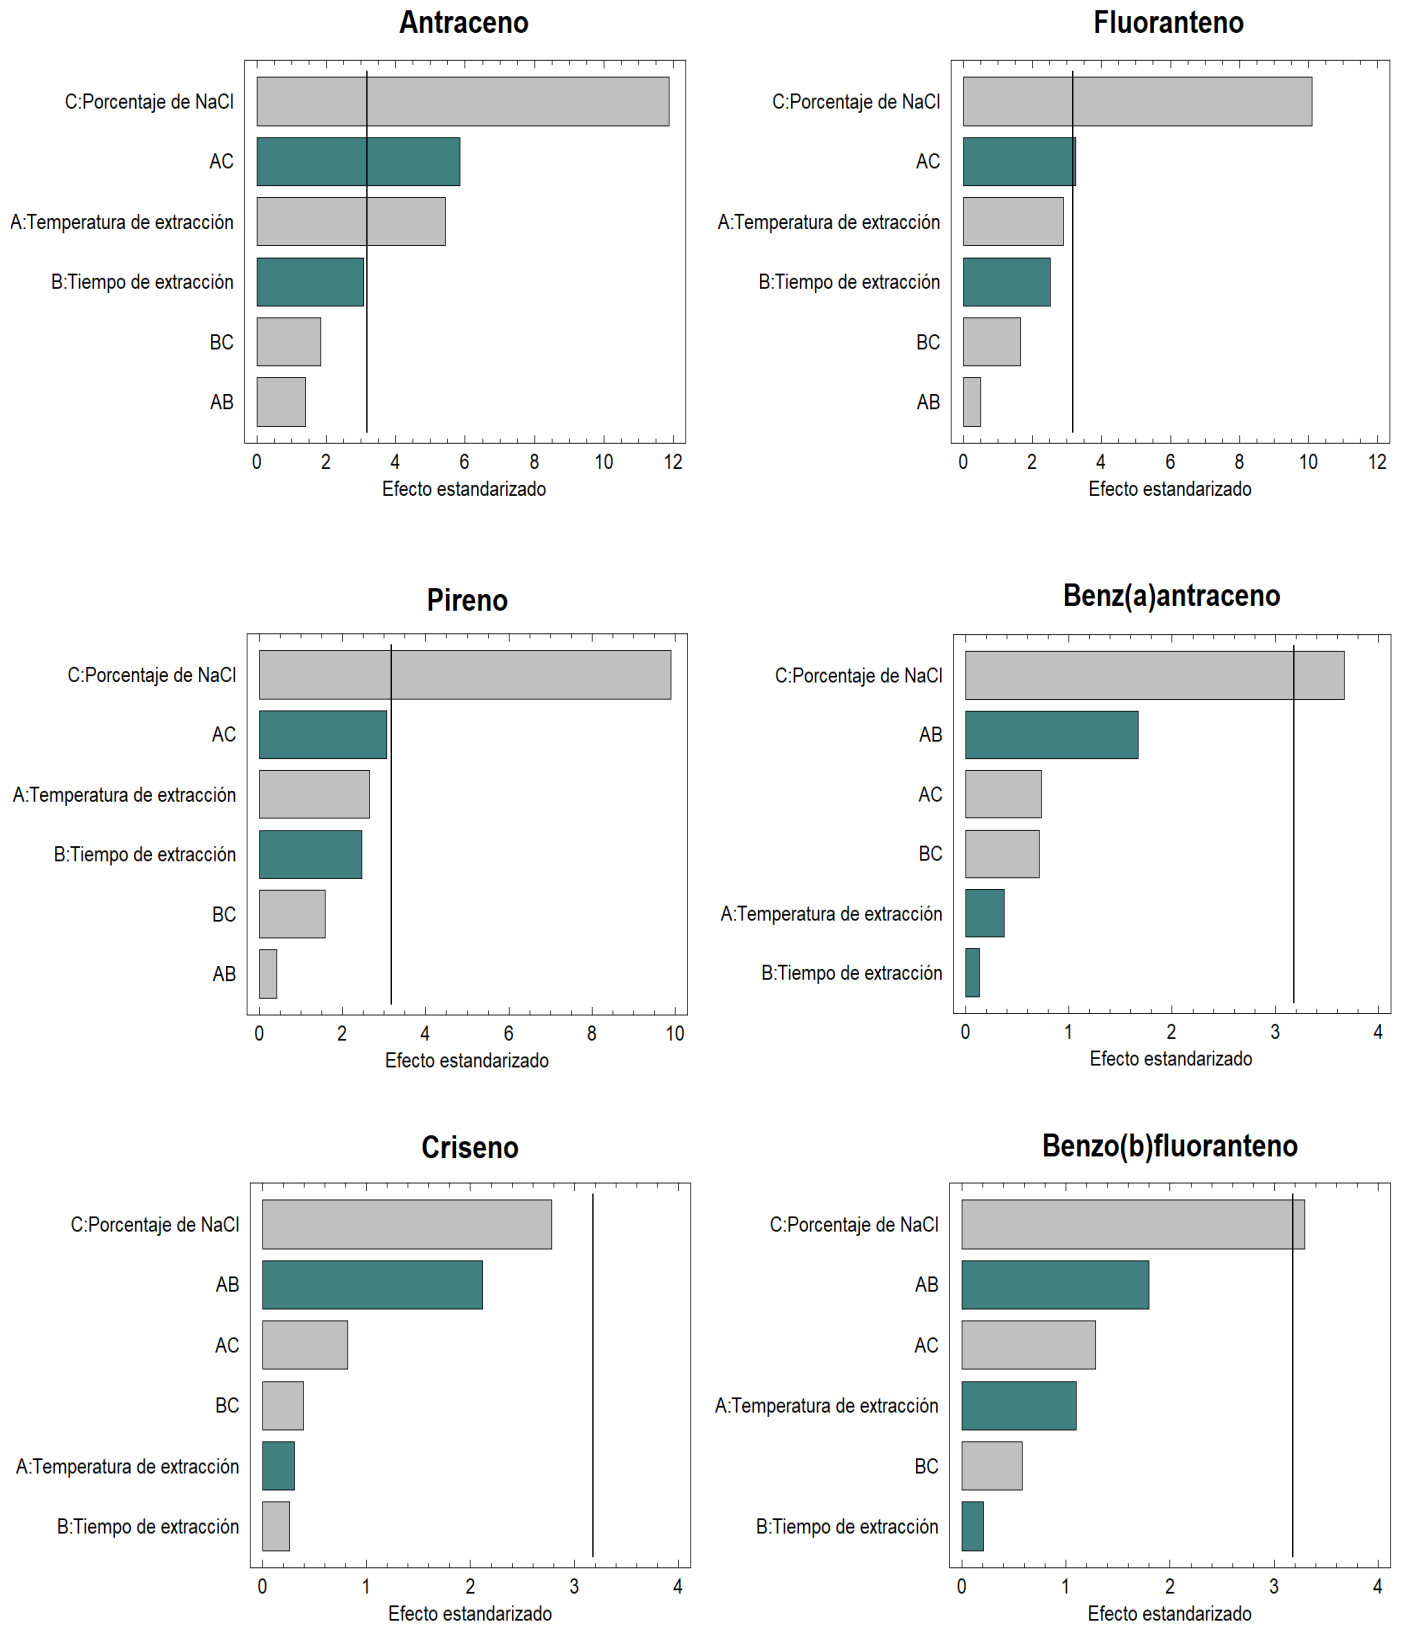 Antraceno
C:Porcentaje de NaCl
AC
A:Temperatura de extracción
B:Tiempo de extracción
BC
AB
0 2 4 6 8 10 12
Efecto estandarizado
Fluoranteno
C:Porcentaje de NaCl
AC
A:Temperatura de extracción
B:Tiempo de extracción
BC
AB
0 2 4 6 8 10 12
Efecto estandarizado
Pireno
C:Porcentaje de NaCl
AC
A:Temperatura de extracción
B:Tiempo de extracción
BC
AB
0 2 4 6 8 10
Efecto estandarizado
Benz(a)antraceno
C:Porcentaje de NaCl
AB
AC
BC
A:Temperatura de extracción
B:Tiempo de extracción
0 1 2 3 4
Efecto estandarizado
Criseno
C:Porcentaje de NaCl
AB
AC
BC
A:Temperatura de extracción
B:Tiempo de extracción
0 1 2 3 4
Efecto estandarizado
Benzo(b)fluoranteno
C:Porcentaje de NaCl
AB
AC
A:Temperatura de extracción
BC
B:Tiempo de extracción
0 1 2 3 4
Efecto estandarizado